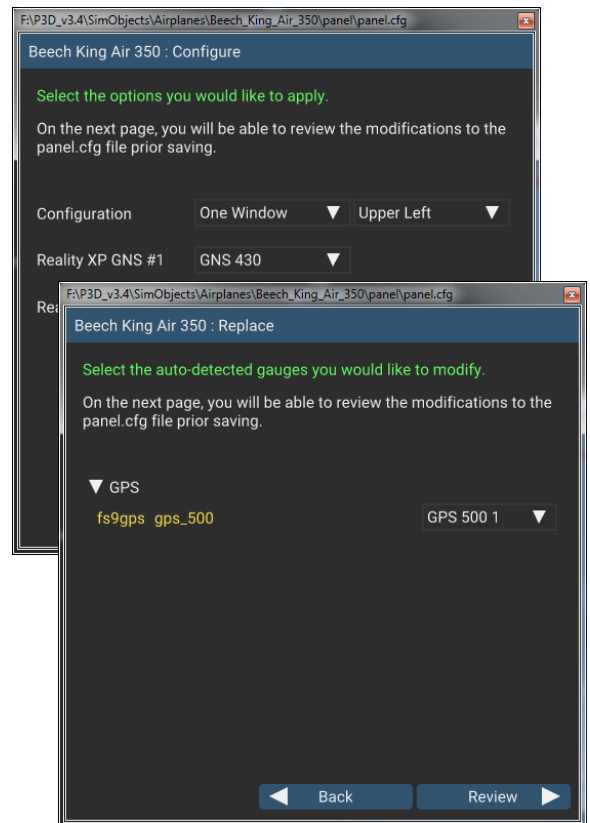 F:\P3D_v3.4\SimObjects\Airplanes\Beech_King_Air_350\panel\panel.cfg
Beech King Air 350 : Configure
Select the options you would like to apply.
On the next page, you will be able to review the modifications to the
panel.cfg file prior saving.
Configuration One Window Upper Left
Reality XP GNS #1 GNS 430
Rea
F:\P3D_v3.4\SimObjects\Airplanes\Beech_King_Air_350\panel\panel.cfg
Beech King Air 350 : Replace
Select the auto-detected gauges you would like to modify.
On the next page, you will be able to review the modifications to the
panel.cfg file prior saving.
GPS
fs9gps gps_500 GPS 500 1
Back Review